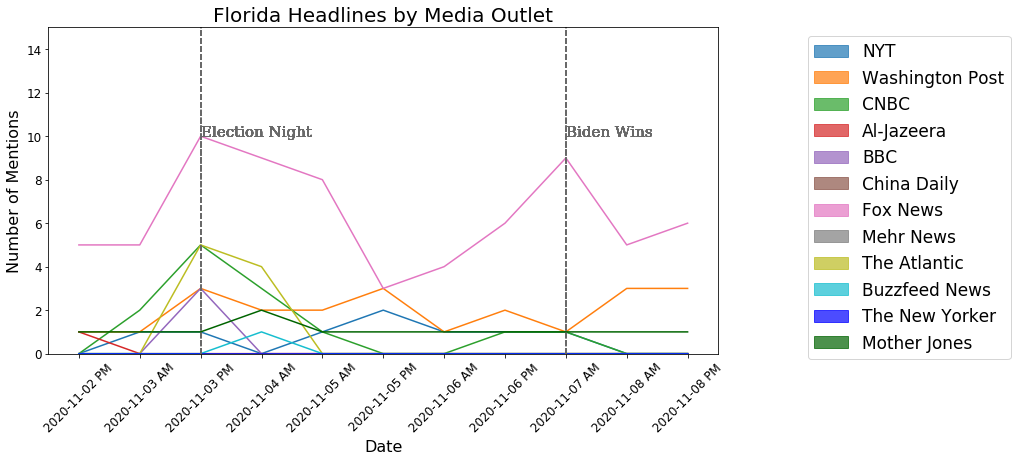 Florida Headlines by Media Outlet
Number of Mentions
14
12
10
8
6
4
2
0
Election Night
Biden Wins
2020-11-02 PM
2020-11-03 AM
2020-11-03 PM
2020-11-04 AM
2020-11-05 AM
2020-11-05 PM
2020-11-06 AM
2020-11-06 PM
2020-11-07 AM
2020-11-08 AM
2020-11-08 PM
Date
NYT
Washington Post
CNBC
Al-Jazeera
BBC
China Daily
Fox News
Mehr News
The Atlantic
Buzzfeed News
The New Yorker
Mother Jones